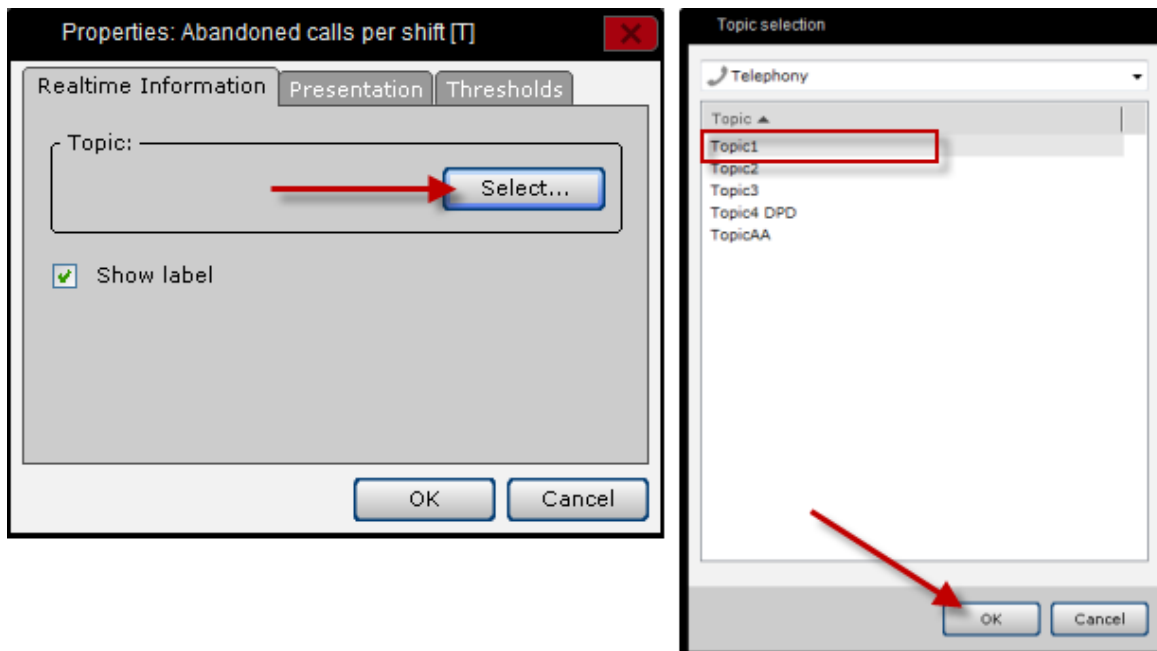 Properties: Abandoned calls per shift [T]
Realtime Information Presentation Thresholds
Topic:
Select...
Show label
OK Cancel
Topic selection
Telephony
Topic
Topic1
Topic2
Topic3
Topic4 DPD
TopicAA
OK Cancel